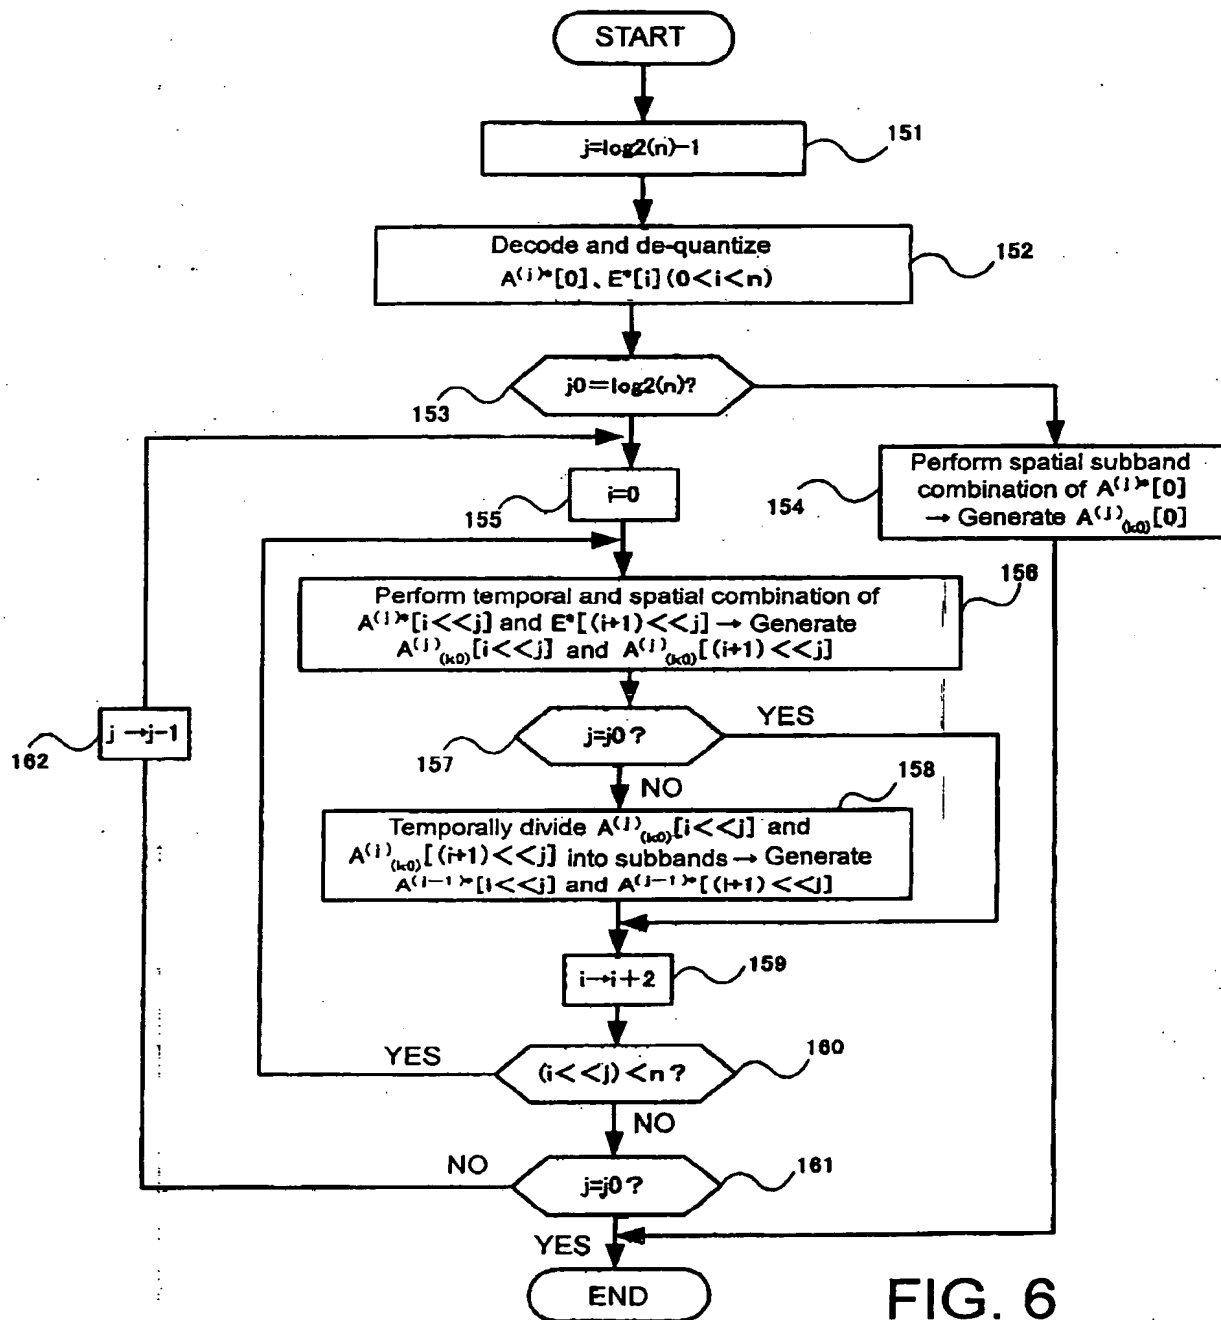 START
j=log2(n)-1
151
Decode and de-quantize
A(j)*[0]、E*[i](0<i<n)
152
j0=log2(n)?
153
i=0
155
Perform spatial subband
combination of A(j)*[0]
→ Generate A(j)(k0)[0]
154
Perform temporal and spatial combination of
A(j)*[i<<j] and E*[(i+1)<<j] → Generate
A(j)(k0)[i<<j] and A(j)(k0)[(i+1)<<j]
156
j=j0?
YES
157
NO
j→j-1
162
158
Temporally divide A(j)(k0)[i<<j] and
A(j)(k0)[(i+1)<<j] into subbands → Generate
A(j-1)*[i<<j] and A(j-1)*[(i+1)<<j]
i→i+2
159
YES
(i<<j)<n?
160
NO
NO
j=j0?
161
YES
END
FIG. 6